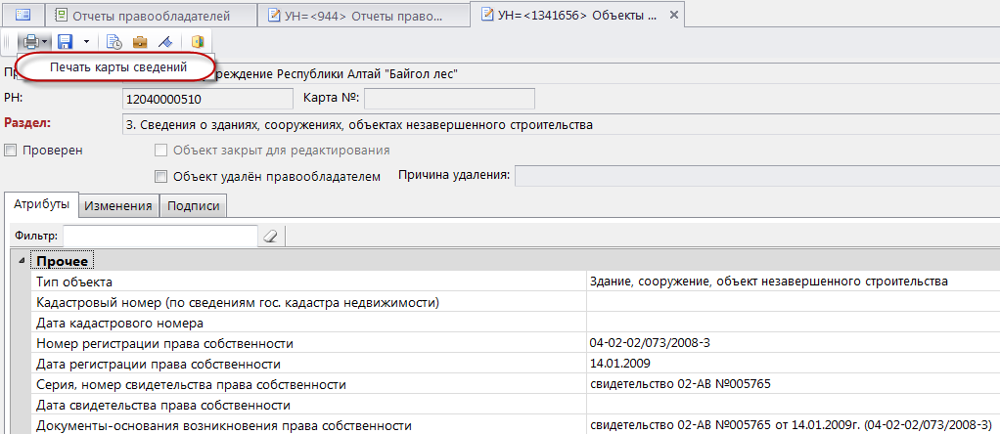 Отчеты правообладателей
УН=<944> Отчеты право...
УН=<1341656> Объекты ...
Печать карты сведений
реждение Республики Алтай "Байгол лес"
РН: 12040000510 Карта №:
Раздел: 3. Сведения о зданиях, сооружениях, объектах незавершенного строительства
Проверен Объект закрыт для редактирования
Объект удалён правообладателем Причина удаления:
Атрибуты Изменения Подписи
Фильтр:
Прочее
Тип объекта Здание, сооружение, объект незавершенного строительства
Кадастровый номер (по сведениям гос. кадастра недвижимости)
Дата кадастрового номера
Номер регистрации права собственности 04-02-02/073/2008-3
Дата регистрации права собственности 14.01.2009
Серия, номер свидетельства права собственности свидетельство 02-АВ №005765
Дата свидетельства права собственности
Документы-основания возникновения права собственности свидетельство 02-АВ №005765 от 14.01.2009г. (04-02-02/073/2008-3)